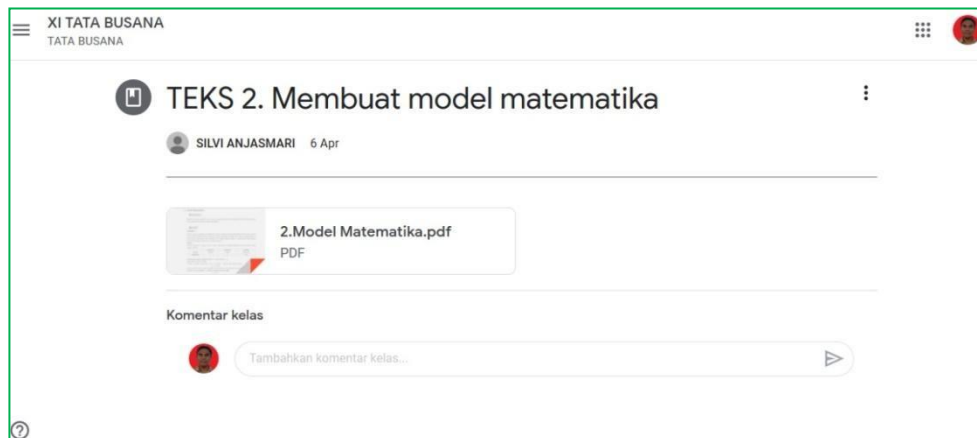 XI TATA BUSANA
TATA BUSANA
TEKS 2. Membuat model matematika
SILVI ANJASMARI 6 Apr
2.Model Matematika.pdf
PDF
Komentar kelas
Tambahkan komentar kelas...